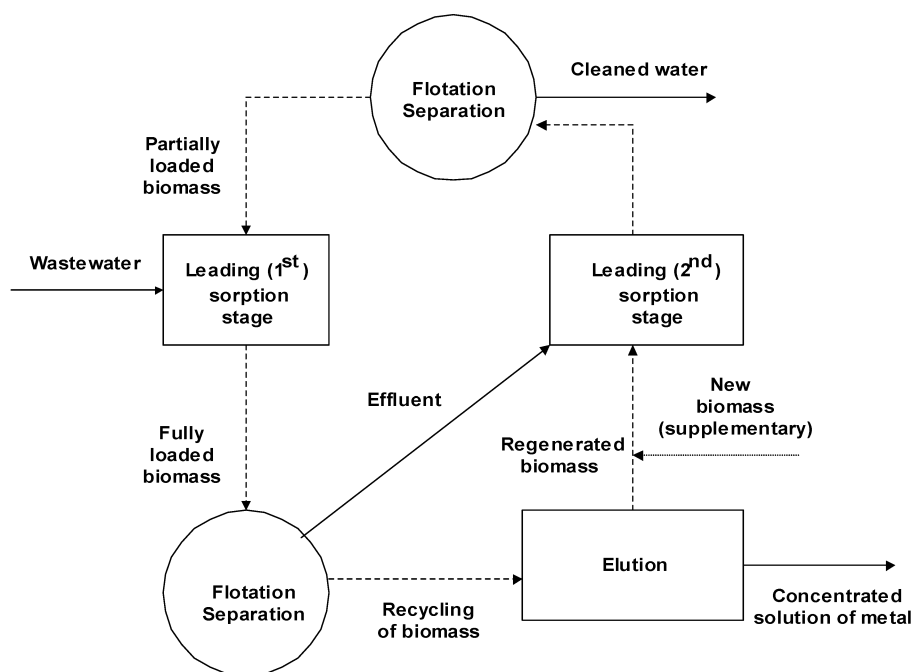 Flotation
Separation
Cleaned water
Partially
loaded
biomass
Wastewater
Leading (1st)
sorption
stage
Leading (2nd)
sorption
stage
Effluent
New
biomass
(supplementary)
Fully
loaded
biomass
Regenerated
biomass
Flotation
Separation
Recycling
of biomass
Elution
Concentrated
solution of metal